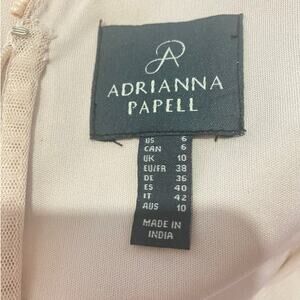 ADRIANNA
PAPELL
US 6
CAN 6
UK 10
EU/FR 38
DE 36
ES 40
IT 42
AUS 10
MADE IN
INDIA